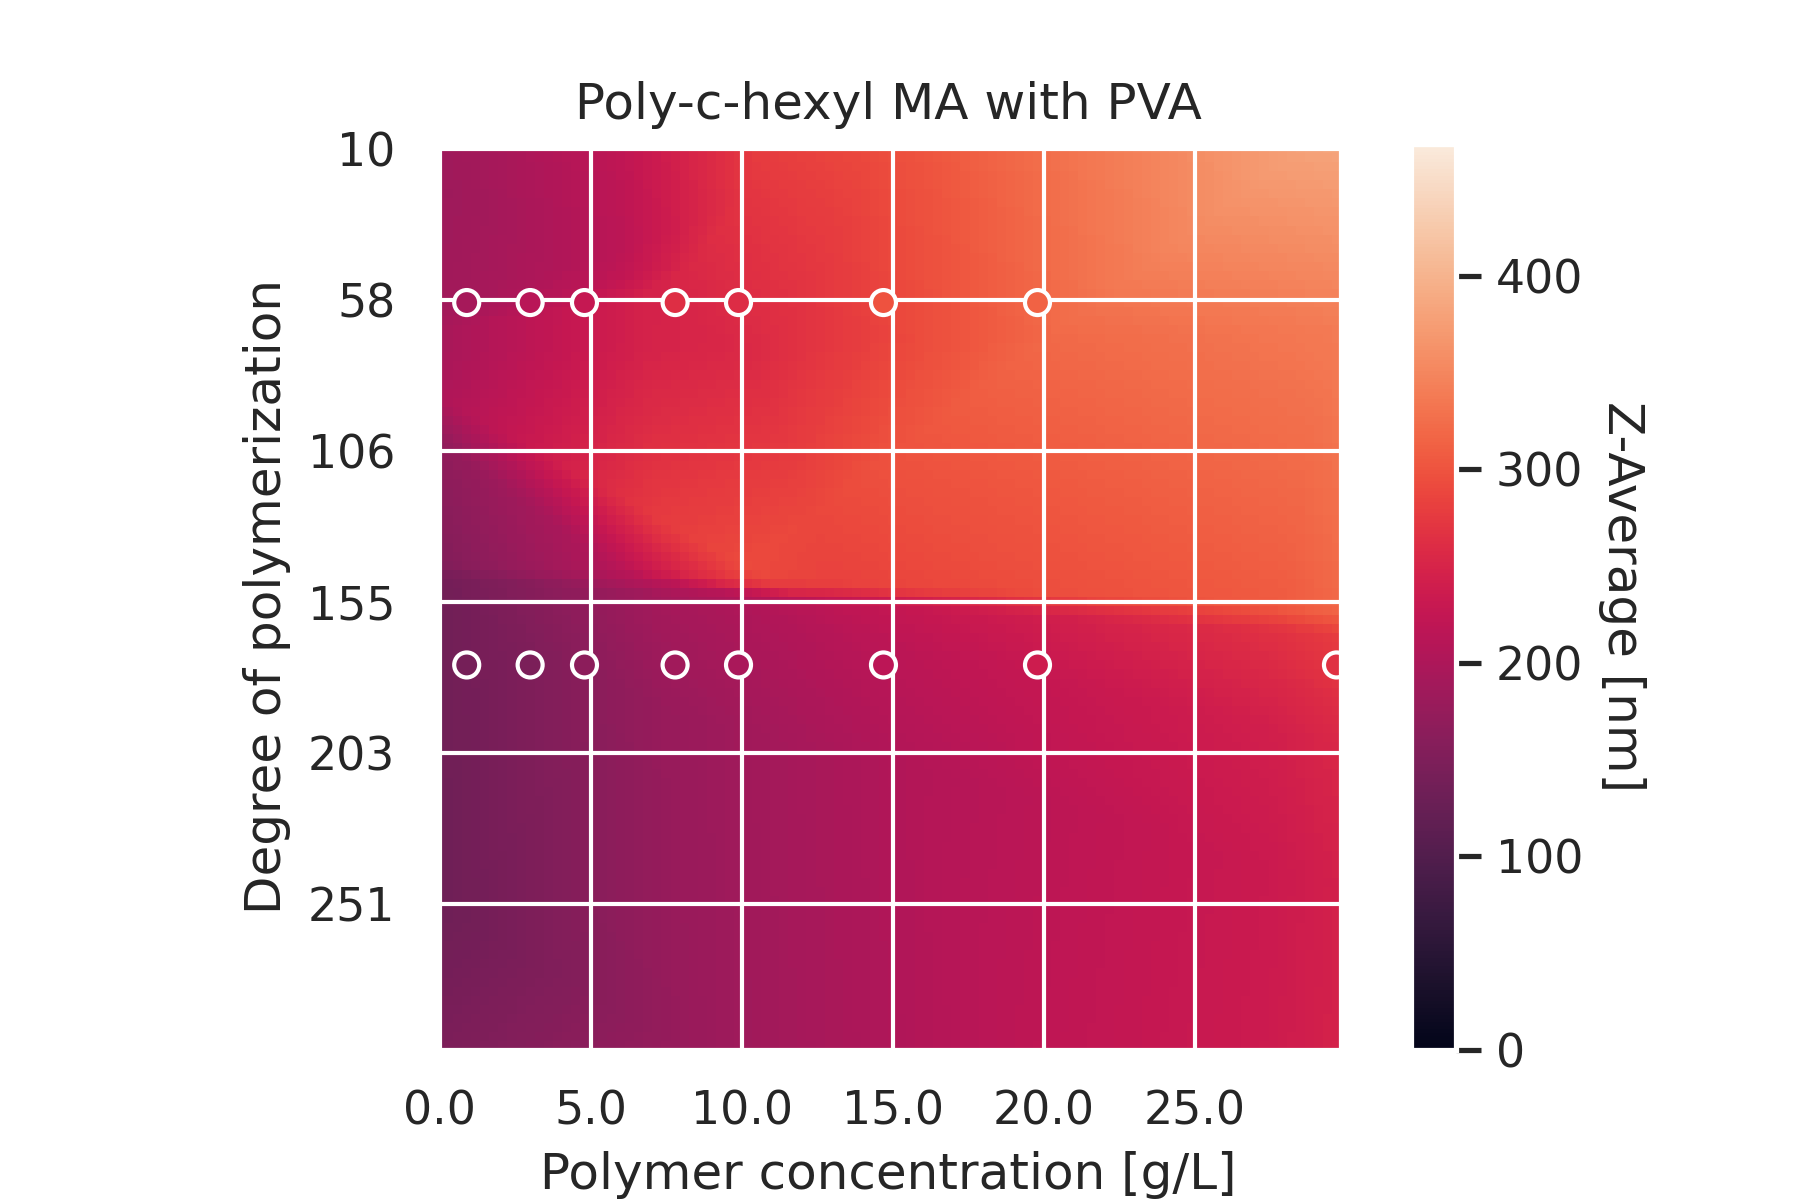 Poly-c-hexyl MA with PVA
10
58
106
155
203
251
Degree of polymerization
0.0 5.0 10.0 15.0 20.0 25.0
Polymer concentration [g/L]
400
300
200
100
0
Z-Average [nm]